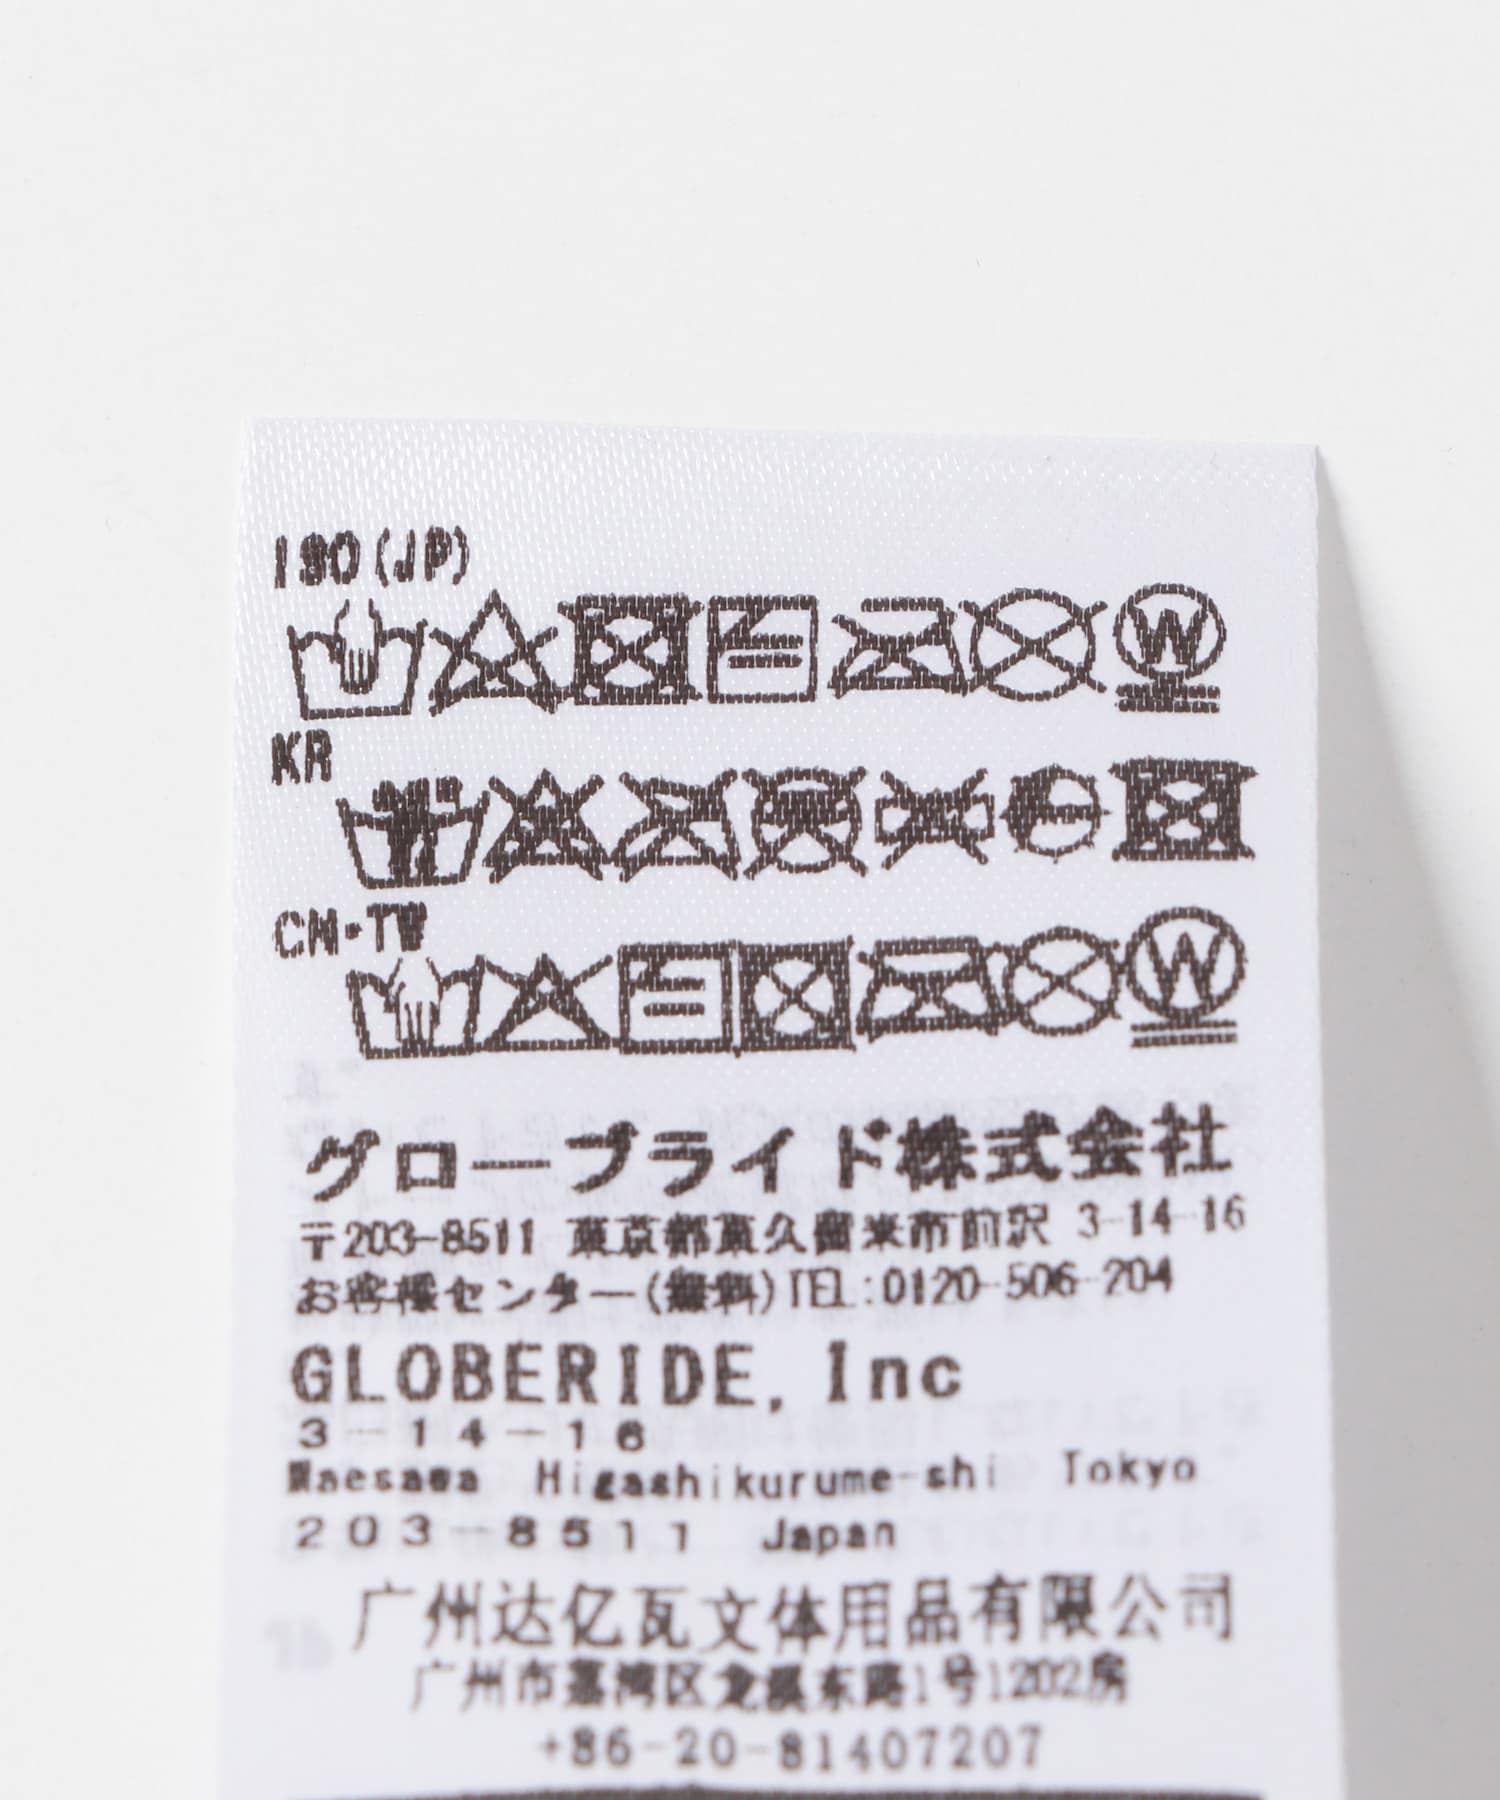 ISO(JP)
W
KR
CN・TW
W
グローブライド株式会社
〒203-8511 東京都東久留米市前沢 3-14-16
お客様センター(無料)TEL:0120-506-204
GLOBERIDE, Inc
3-14-16
Maesawa Higashikurume-shi Tokyo
203-8511 Japan
广州达亿瓦文体用品有限公司
广州市荔湾区龙溪东路1号1202房
+86-20-81407207